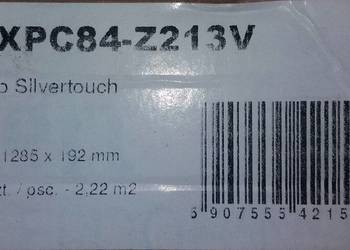 XPC84-Z213V
Silvertouch
1285 x 192 mm
/ psc. - 2,22 m2
5 907555 4215